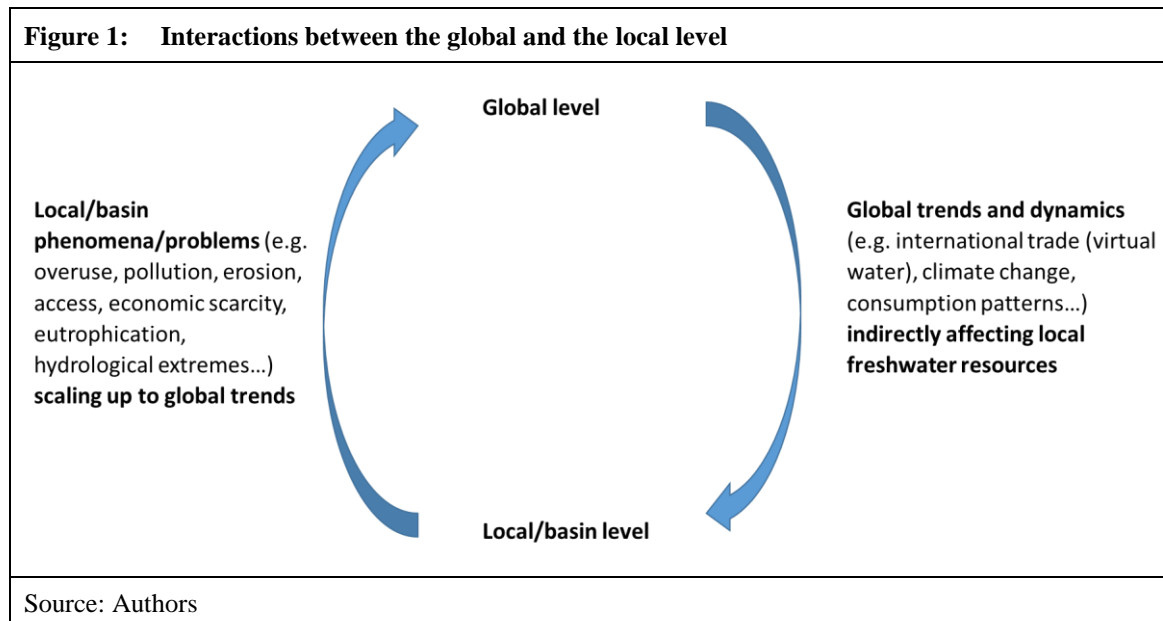 Figure 1: Interactions between the global and the local level
Global level
Local/basin
phenomena/problems (e.g.
overuse, pollution, erosion,
access, economic scarcity,
eutrophication,
hydrological extremes...)
scaling up to global trends
Global trends and dynamics
(e.g. international trade (virtual
water), climate change,
consumption patterns...)
indirectly affecting local
freshwater resources
Local/basin level
Source: Authors